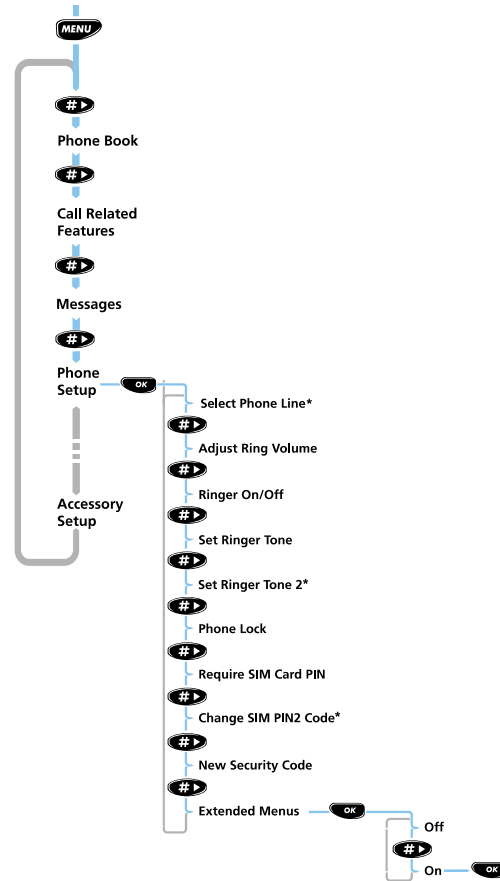 MENU
#
Phone Book
#
Call Related
Features
#
Messages
#
Phone
Setup
OK
Select Phone Line*
#
Adjust Ring Volume
#
Ringer On/Off
#
Set Ringer Tone
#
Set Ringer Tone 2*
#
Phone Lock
#
Require SIM Card PIN
#
Change SIM PIN2 Code*
#
New Security Code
#
Extended Menus
OK
Off
#
On
OK
Accessory
Setup